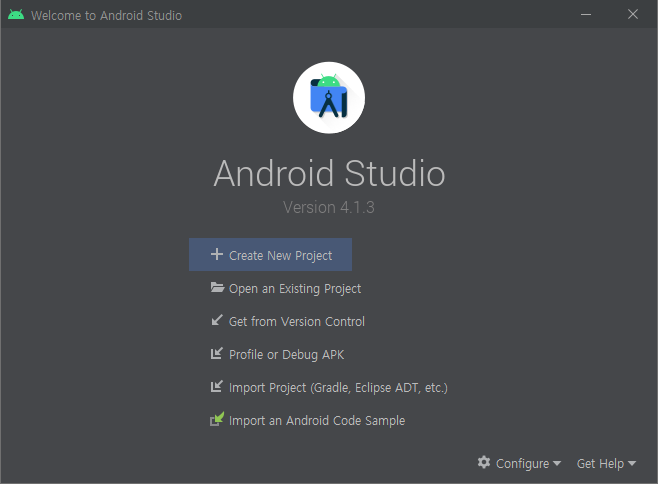 Welcome to Android Studio
Android Studio
Version 4.1.3
Create New Project
Open an Existing Project
Get from Version Control
Profile or Debug APK
Import Project (Gradle, Eclipse ADT, etc.)
Import an Android Code Sample
Configure Get Help